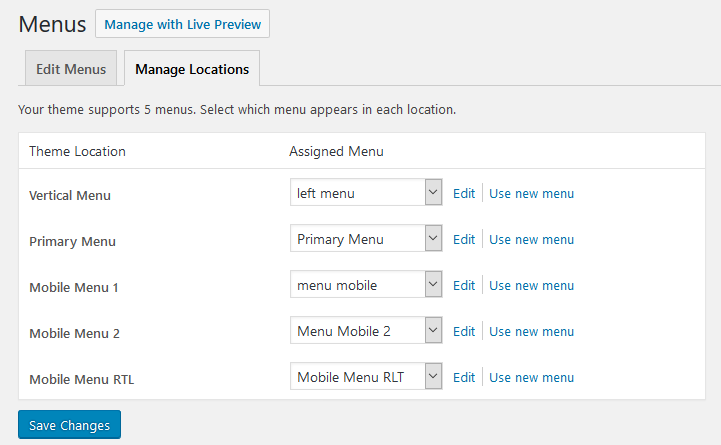 Menus Manage with Live Preview
Edit Menus Manage Locations
Your theme supports 5 menus. Select which menu appears in each location.
Theme Location Assigned Menu
Vertical Menu left menu Edit Use new menu
Primary Menu Primary Menu Edit Use new menu
Mobile Menu 1 menu mobile Edit Use new menu
Mobile Menu 2 Menu Mobile 2 Edit Use new menu
Mobile Menu RTL Mobile Menu RLT Edit Use new menu
Save Changes